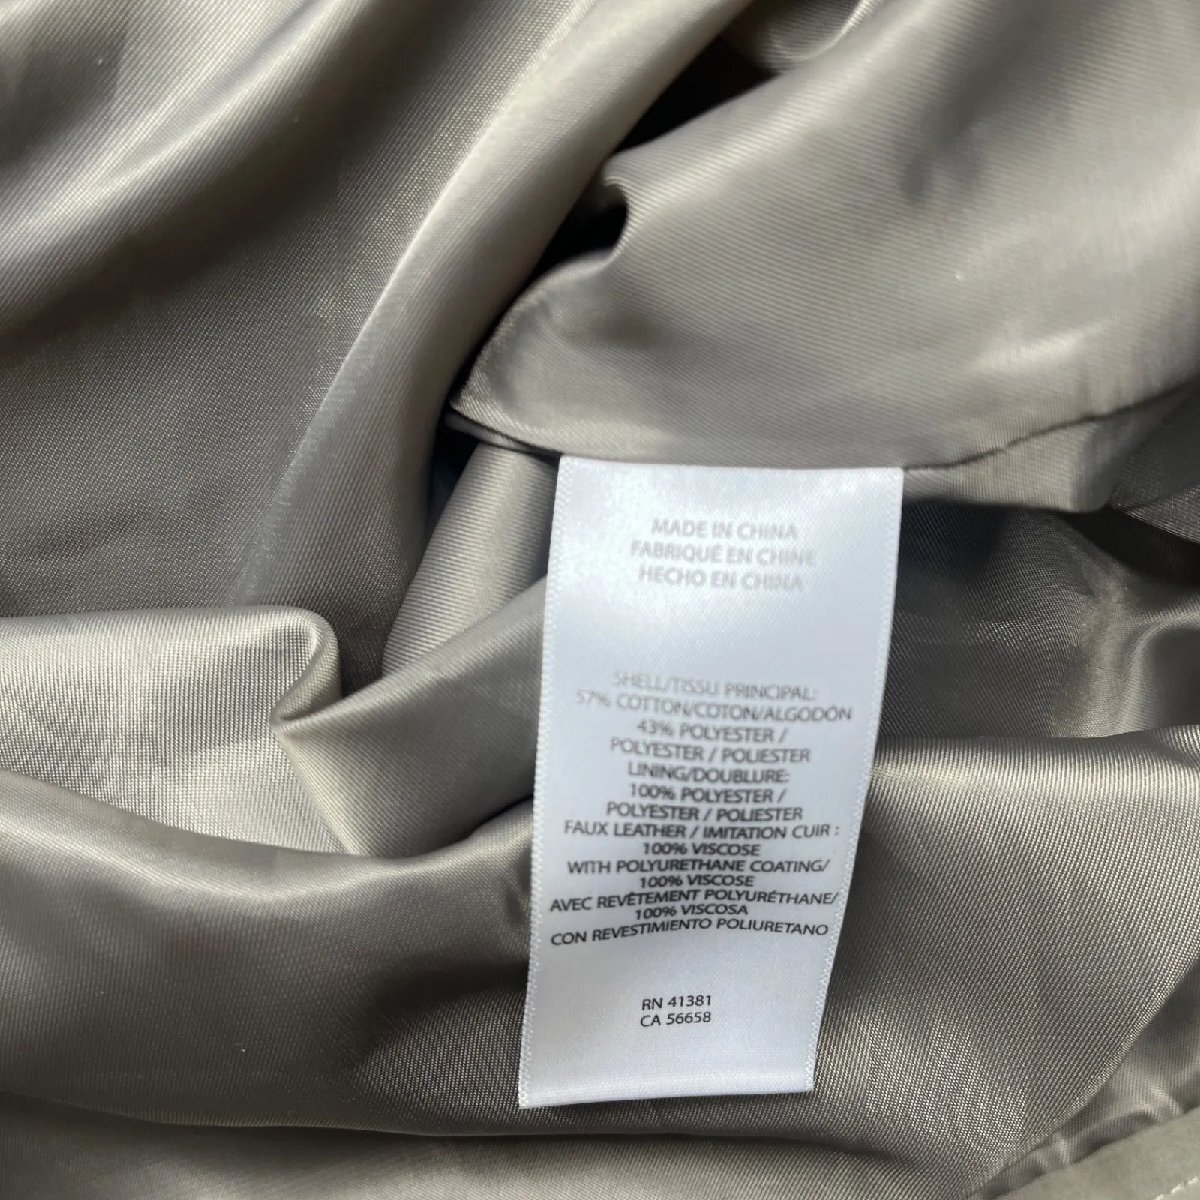 MADE IN CHINA
FABRIQUÉ EN CHINE
HECHO EN CHINA
SHELL/TISSU PRINCIPAL:
57% COTTON/COTON/ALGODÓN
43% POLYESTER /
POLYESTER / POLIESTER
LINING/DOUBLURE:
100% POLYESTER /
POLYESTER / POLIESTER
FAUX LEATHER / IMITATION CUIR :
100% VISCOSE
WITH POLYURETHANE COATING/
100% VISCOSE
AVEC REVÊTEMENT POLYURÉTHANE/
100% VISCOSA
CON REVESTIMIENTO POLIURETANO
RN 41381
CA 56658